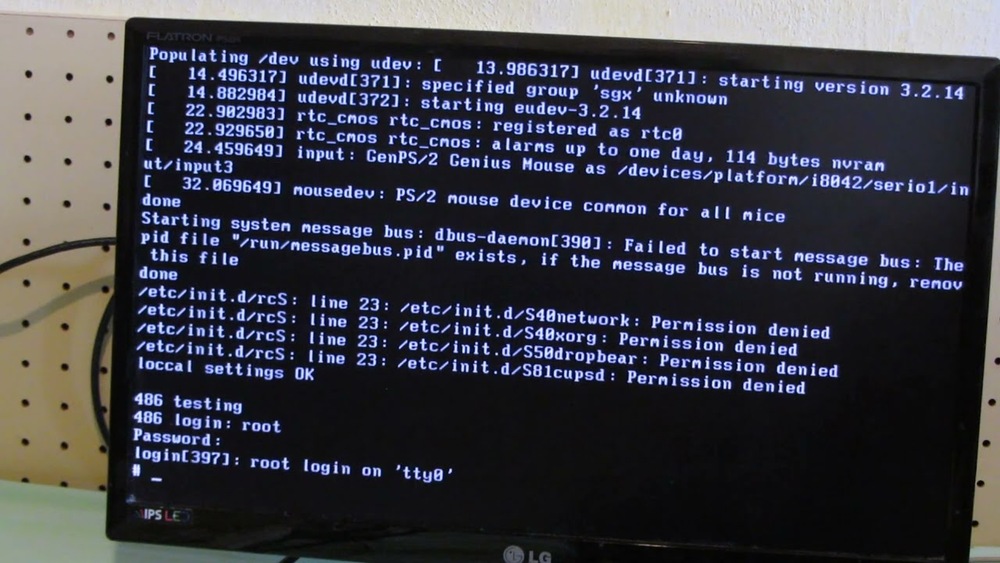 FLATRON
Populating /dev using udev: [   13.986317] udevd[371]: starting version 3.2.14
[   14.496317] udevd[371]: specified group 'sgx' unknown
[   14.882984] udevd[372]: starting eudev-3.2.14
[   22.902983] rtc_cmos rtc_cmos: registered as rtc0
[   22.929650] rtc_cmos rtc_cmos: alarms up to one day, 114 bytes nvram
[   24.459649] input: GenPS/2 Genius Mouse as /devices/platform/i8042/serio1/in
ut/input3
[   32.069649] mousedev: PS/2 mouse device common for all mice
done
Starting system message bus: dbus-daemon[390]: Failed to start message bus: The
pid file "/run/messagebus.pid" exists, if the message bus is not running, remov
 this file
done
/etc/init.d/rcS: line 23: /etc/init.d/S40network: Permission denied
/etc/init.d/rcS: line 23: /etc/init.d/S40xorg: Permission denied
/etc/init.d/rcS: line 23: /etc/init.d/S50dropbear: Permission denied
/etc/init.d/rcS: line 23: /etc/init.d/S81cupsd: Permission denied
loccal settings OK
486 testing
486 login: root
Password:
login[397]: root login on 'tty0'
# _
IPS LED
LG